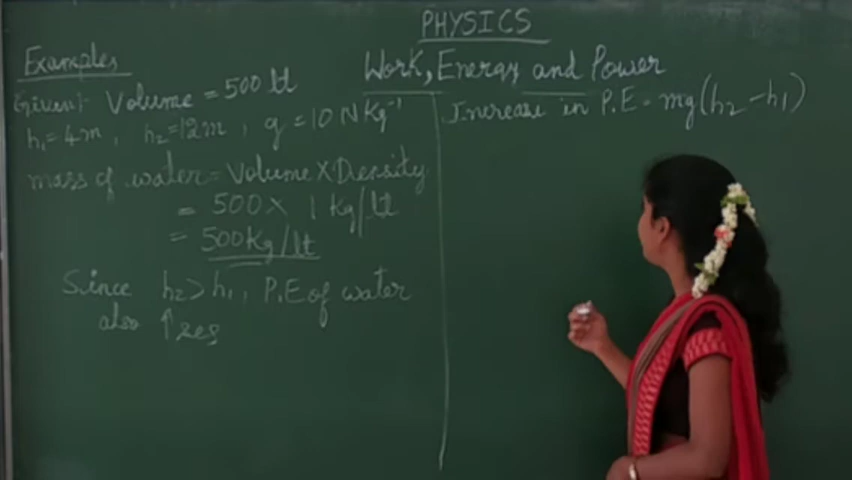 PHYSICS
Work, Energy and Power
Examples
Given:- Volume = 500 lt
h₁ = 4m, h₂ = 12m, g = 10 N Kg⁻¹
mass of water = Volume × Density
= 500 × 1 Kg/lt
= 500Kg/lt
Since h₂ > h₁, P.E of water
also ↑ses
Increase in P.E = mg(h₂ - h₁)